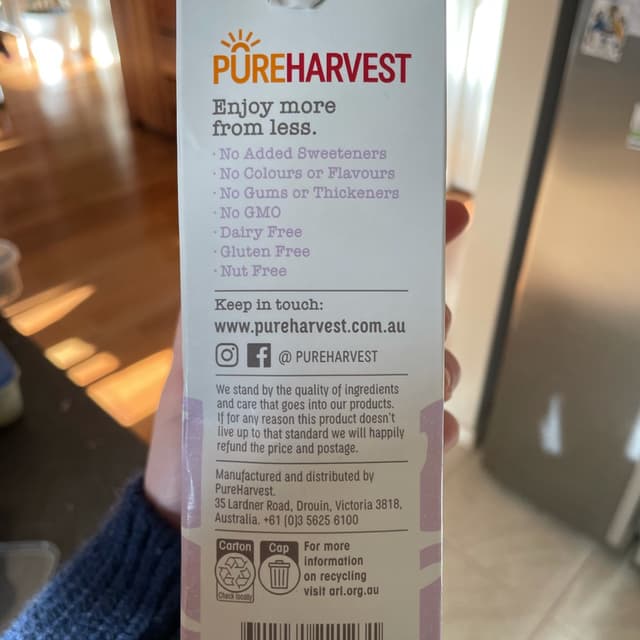 PUREHARVEST
Enjoy more
from less.
· No Added Sweeteners
· No Colours or Flavours
· No Gums or Thickeners
· No GMO
· Dairy Free
· Gluten Free
· Nut Free
Keep in touch:
www.pureharvest.com.au
@ PUREHARVEST
We stand by the quality of ingredients
and care that goes into our products.
If for any reason this product doesn't
live up to that standard we will happily
refund the price and postage.
Manufactured and distributed by
PureHarvest.
35 Lardner Road, Drouin, Victoria 3818,
Australia. +61 (0)3 5625 6100
Carton
Check locally
Cap
For more
information
on recycling
visit arl.org.au